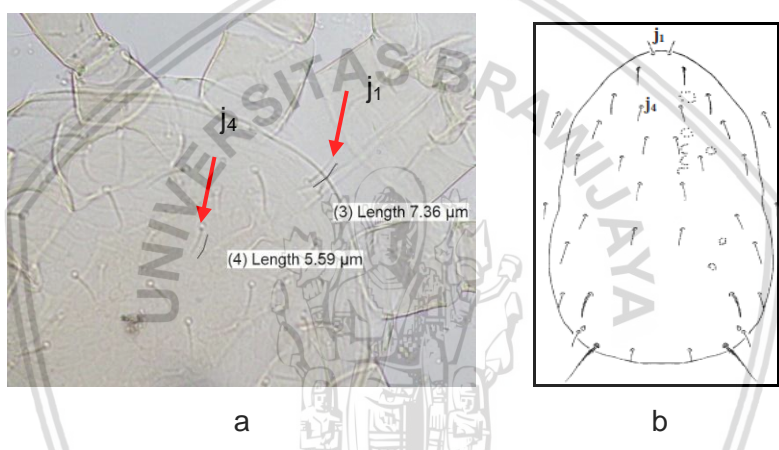 UNIVERSITAS BRAWIJAYA
j4
j1
(3) Length 7.36 µm
(4) Length 5.59 µm
a
j1
j4
b